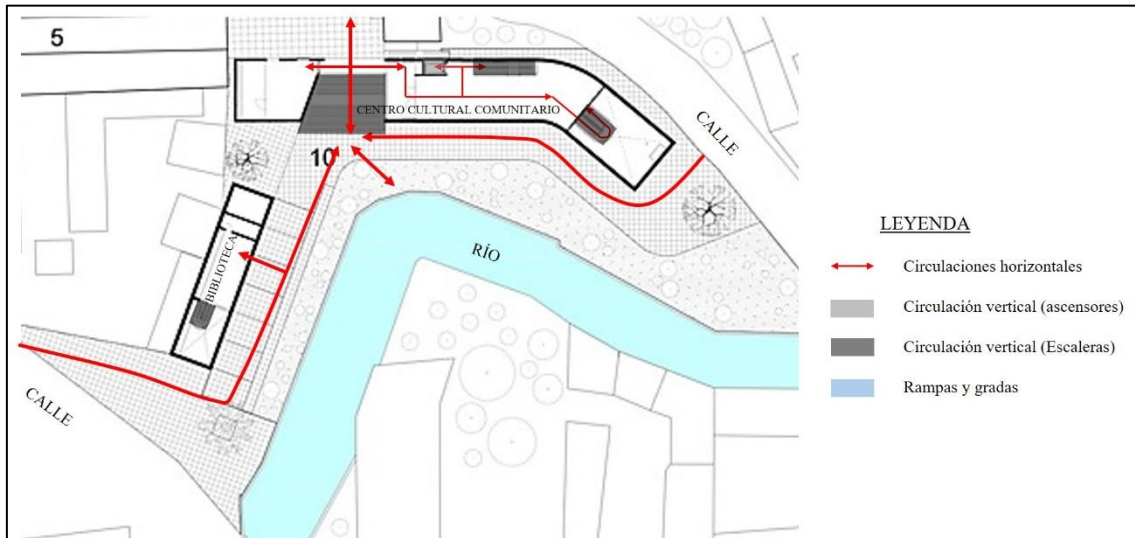 5
CENTRO CULTURAL COMUNITARIO
CALLE
10
BIBLIOTECA
RÍO
CALLE
LEYENDA
Circulaciones horizontales
Circulación vertical (ascensores)
Circulación vertical (Escaleras)
Rampas y gradas